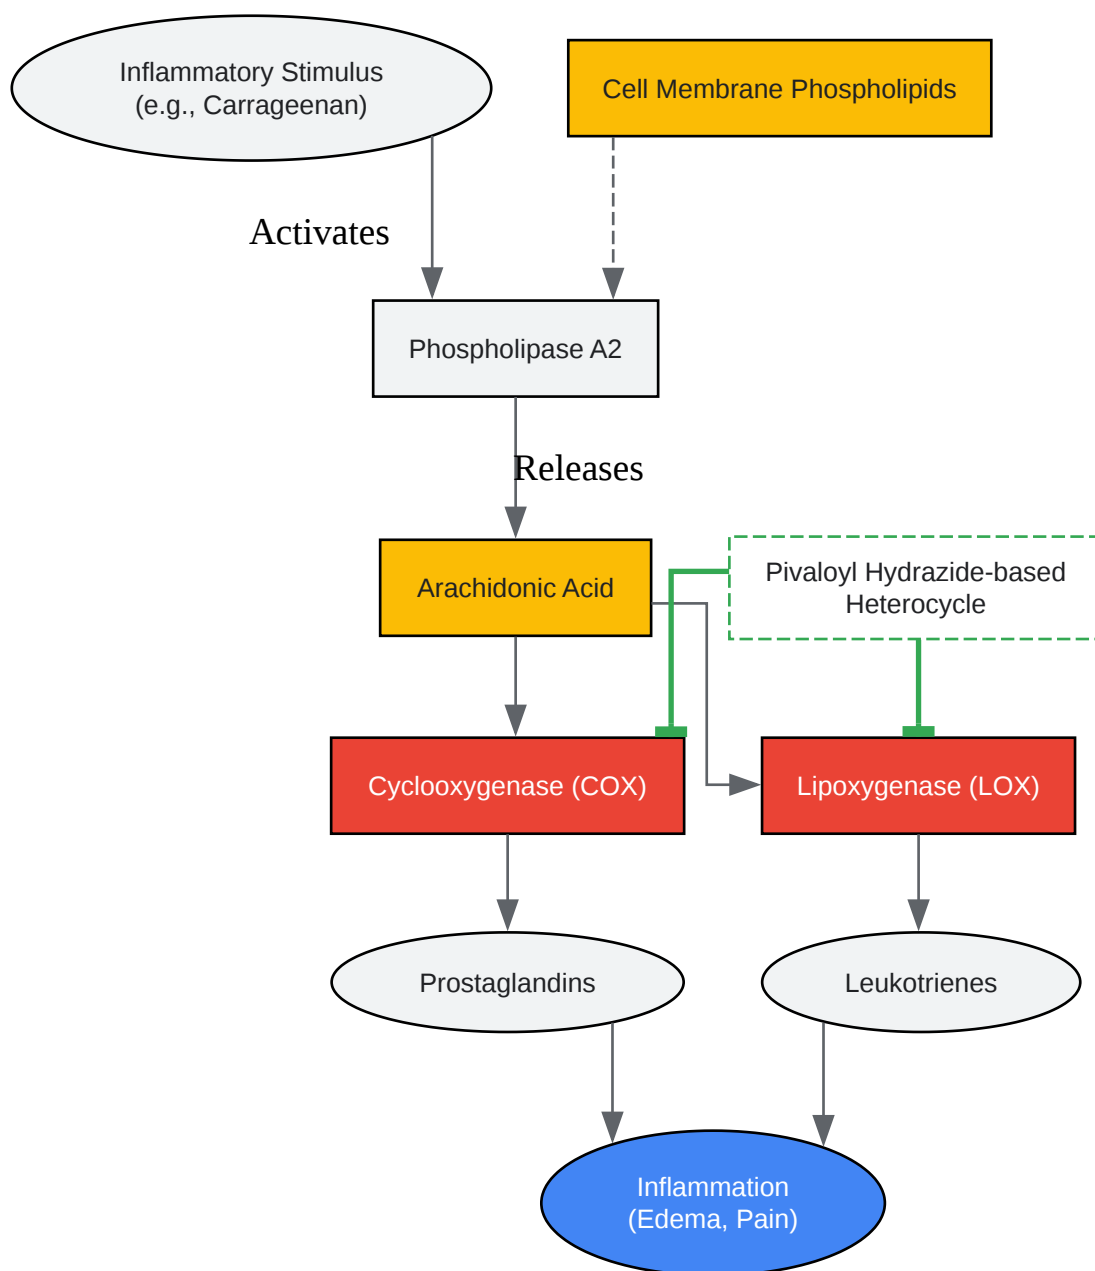 Inflammatory Stimulus
(e.g., Carrageenan)
Cell Membrane Phospholipids
Activates
Phospholipase A2
Releases
Arachidonic Acid
Pivaloyl Hydrazide-based
Heterocycle
Cyclooxygenase (COX)
Lipoxygenase (LOX)
Prostaglandins
Leukotrienes
Inflammation
(Edema, Pain)